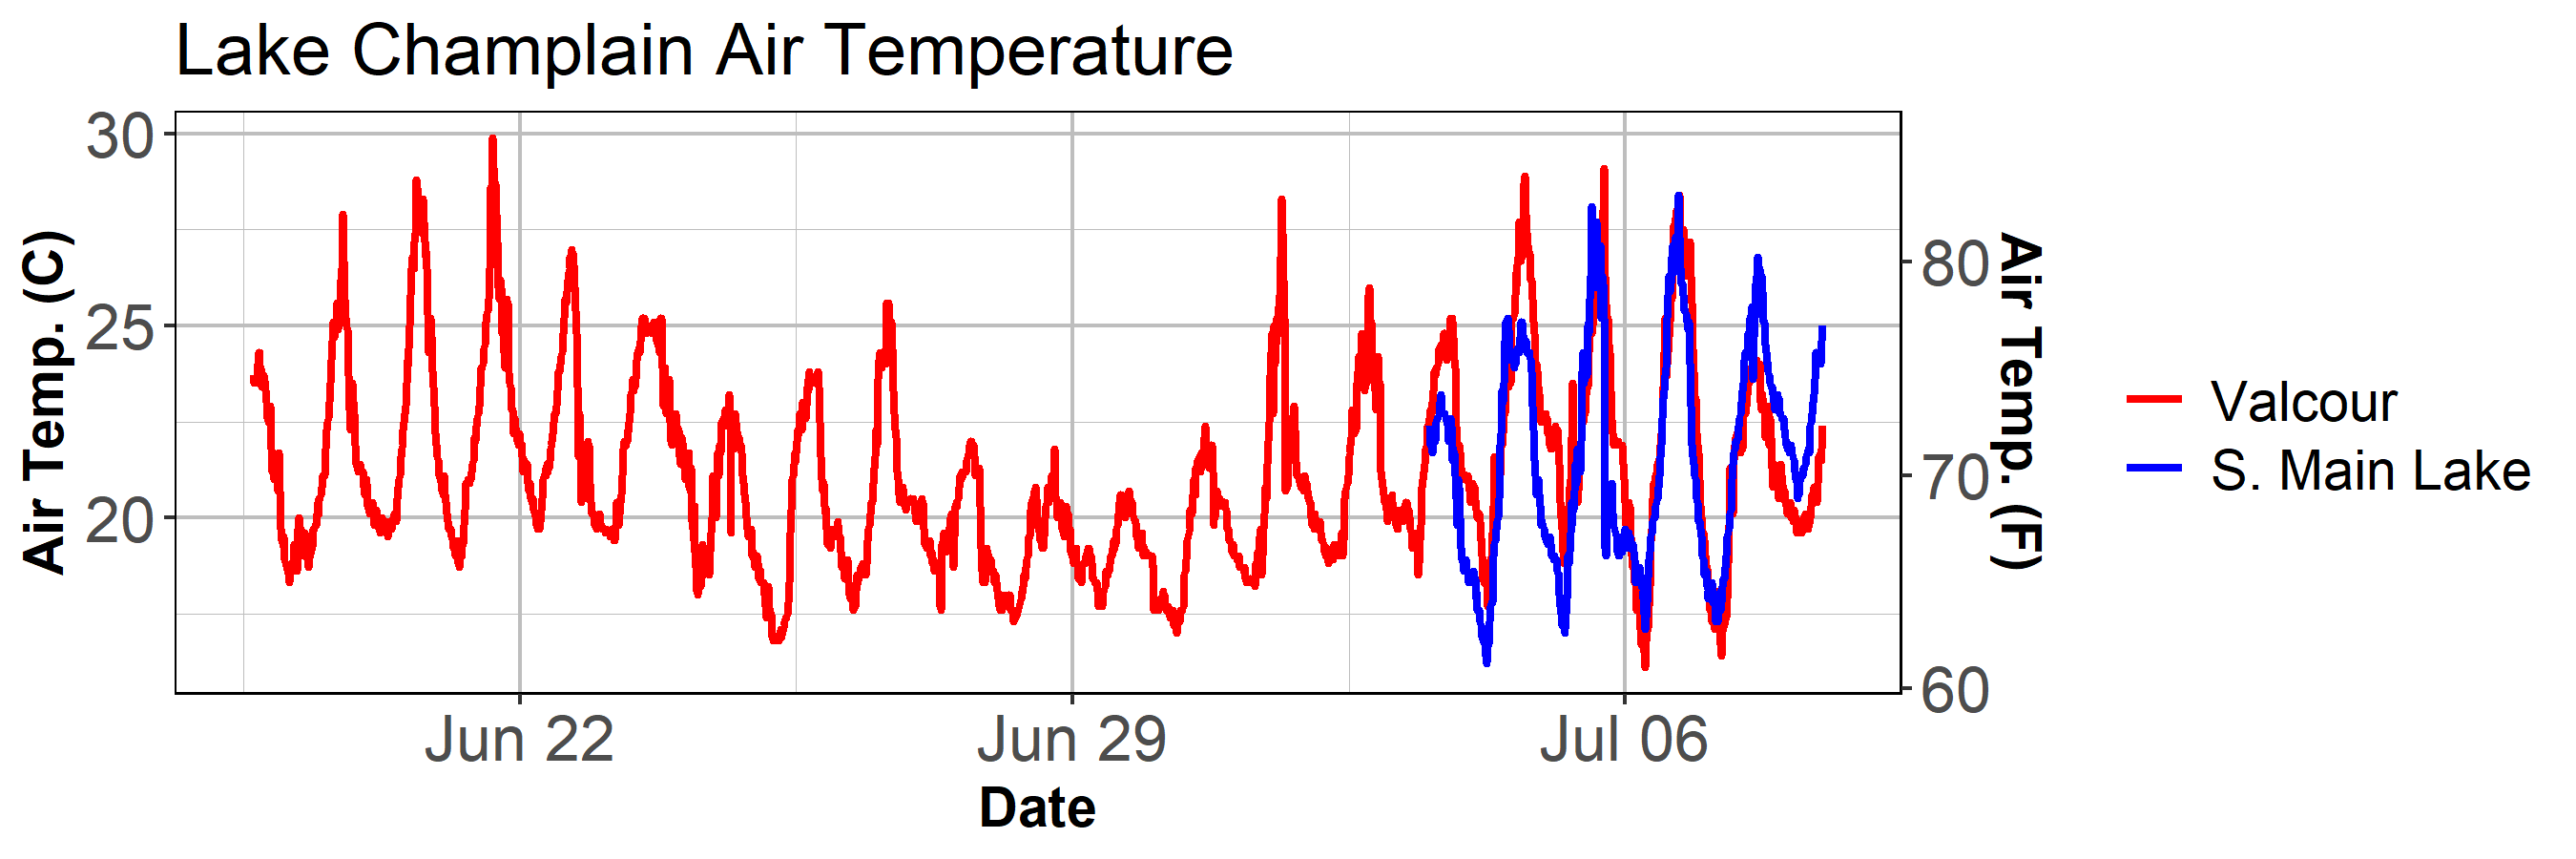 Lake Champlain Air Temperature
Air Temp. (C)
30
25
20
Jun 22
Jun 29
Jul 06
Date
80
70
60
Air Temp. (F)
Valcour
S. Main Lake